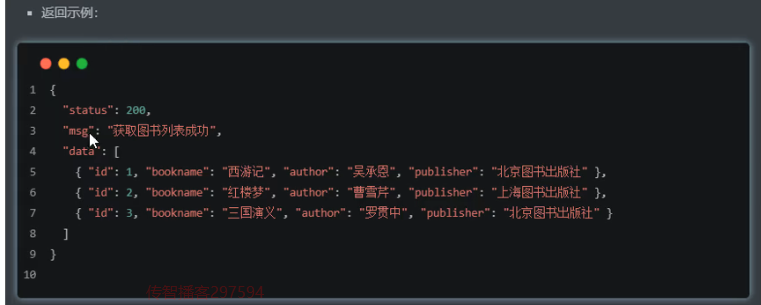 ▪ 返回示例：
1 {
2 "status": 200,
3 "msg": "获取图书列表成功",
4 "data": [
5 { "id": 1, "bookname": "西游记", "author": "吴承恩", "publisher": "北京图书出版社" },
6 { "id": 2, "bookname": "红楼梦", "author": "曹雪芹", "publisher": "上海图书出版社" },
7 { "id": 3, "bookname": "三国演义", "author": "罗贯中", "publisher": "北京图书出版社" }
8 ]
9 }
10
传智播客297594